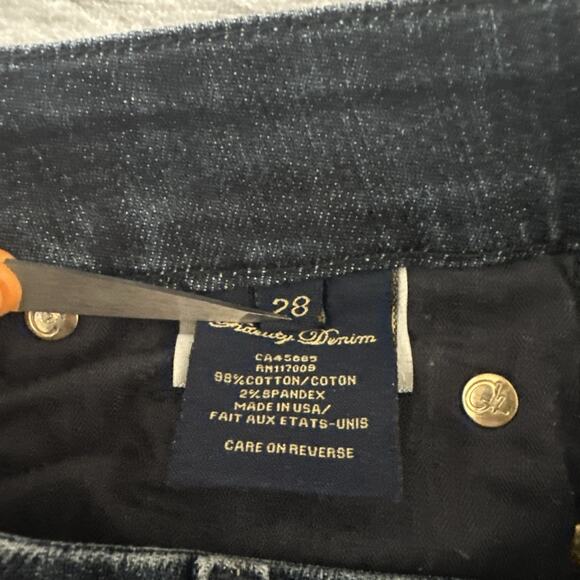 28
Denim
CA45685
RN117009
98%COTTON/COTON
2%SPANDEX
MADE IN USA/
FAIT AUX ETATS-UNIS
CARE ON REVERSE